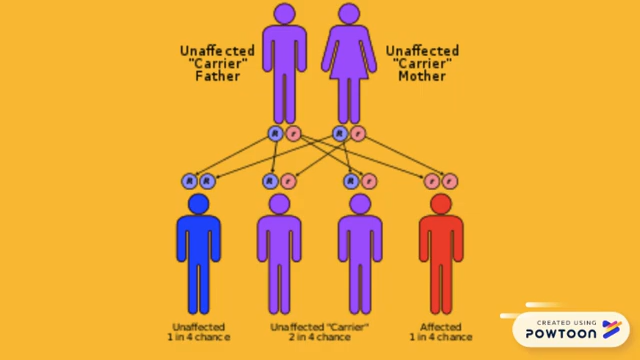 Unaffected
"Carrier"
Father
Unaffected
"Carrier"
Mother
R r R r
R R R r R r r r
Unaffected
1 in 4 chance
Unaffected "Carrier"
2 in 4 chance
Affected
1 in 4 chance
CREATED USING
POWTOON